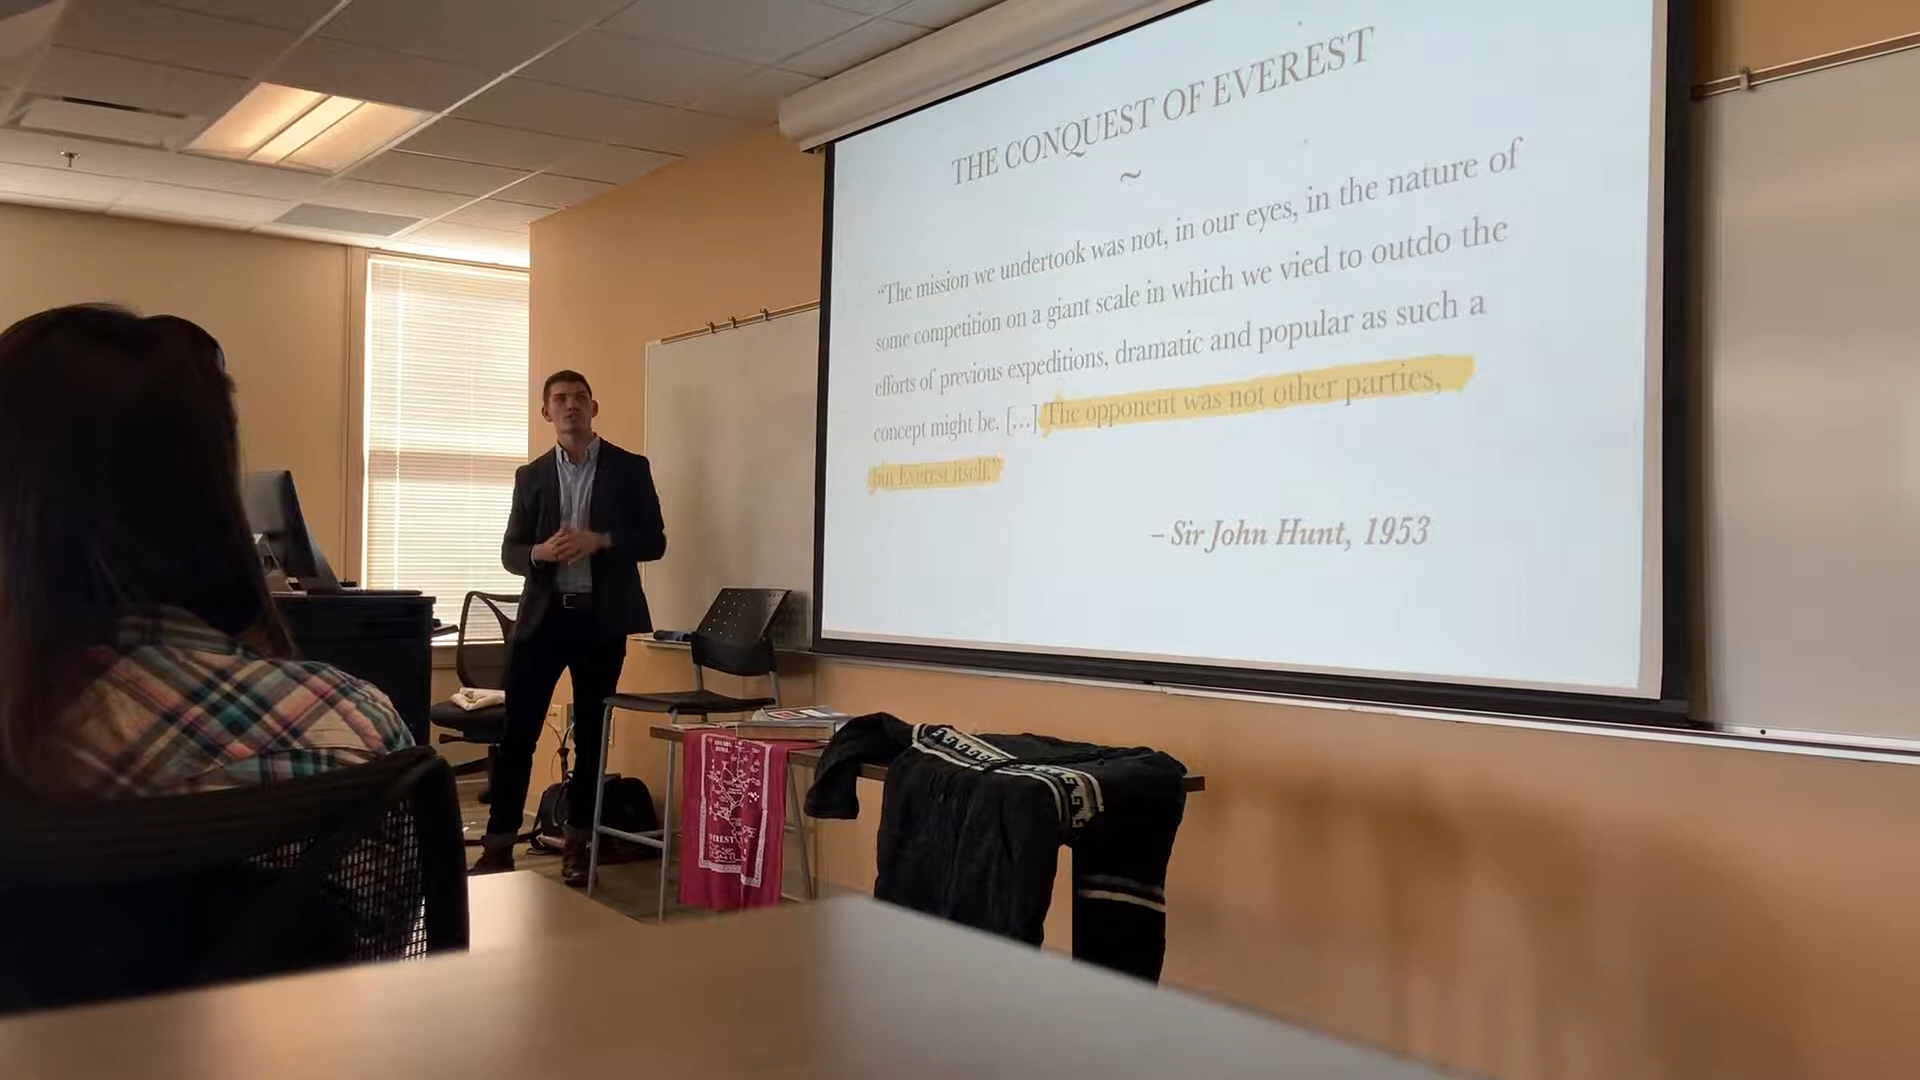 THE CONQUEST OF EVEREST
~
“The mission we undertook was not, in our eyes, in the nature of
some competition on a giant scale in which we vied to outdo the
efforts of previous expeditions, dramatic and popular as such a
concept might be. […] The opponent was not other parties,
but Everest itself.”
– Sir John Hunt, 1953
EREST